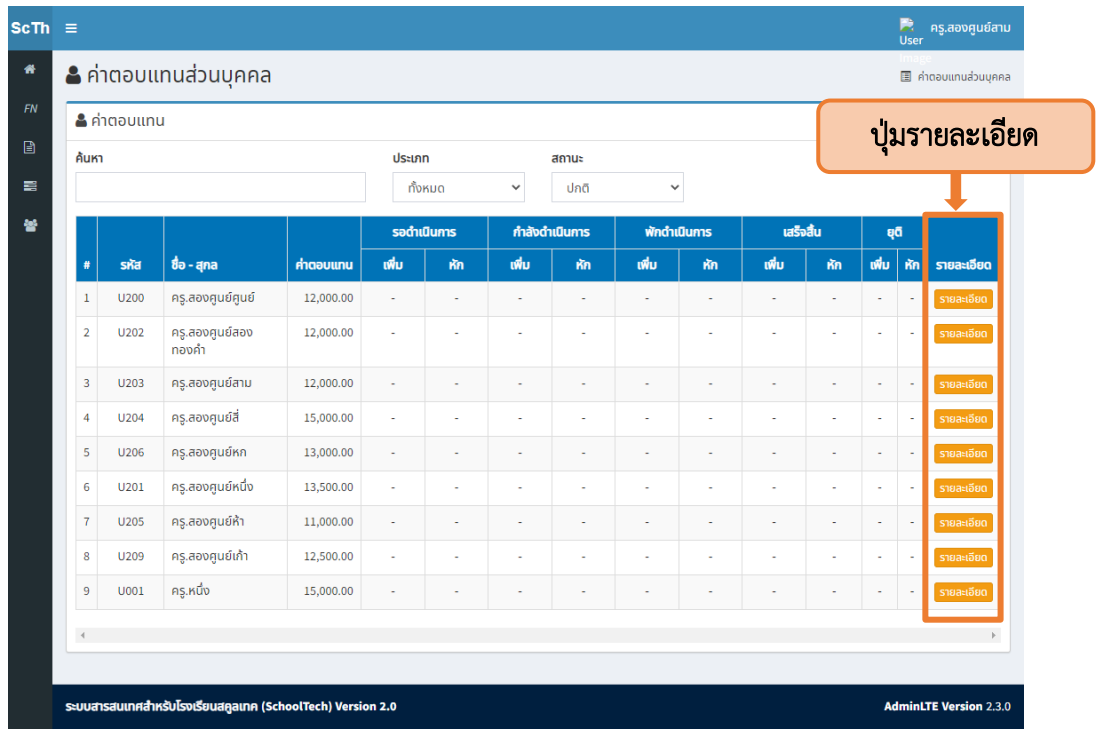 ScTh
User Image
ครู.สองศูนย์สาม
ค่าตอบแทนส่วนบุคคล
ค่าตอบแทนส่วนบุคคล
FN
ค่าตอบแทน
ปุ่มรายละเอียด
ค้นหา ประเภท สถานะ
ทั้งหมด ปกติ
รอดำเนินการ กำลังดำเนินการ พักดำเนินการ เสร็จสิ้น ยุติ
# รหัส ชื่อ - สกุล ค่าตอบแทน เพิ่ม หัก เพิ่ม หัก เพิ่ม หัก เพิ่ม หัก เพิ่ม หัก รายละเอียด
1 U200 ครู.สองศูนย์ศูนย์ 12,000.00 - - - - - - - - - - รายละเอียด
2 U202 ครู.สองศูนย์สอง 12,000.00 - - - - - - - - - - รายละเอียด
ทองคำ
3 U203 ครู.สองศูนย์สาม 12,000.00 - - - - - - - - - - รายละเอียด
4 U204 ครู.สองศูนย์สี่ 15,000.00 - - - - - - - - - - รายละเอียด
5 U206 ครู.สองศูนย์หก 13,000.00 - - - - - - - - - - รายละเอียด
6 U201 ครู.สองศูนย์หนึ่ง 13,500.00 - - - - - - - - - - รายละเอียด
7 U205 ครู.สองศูนย์ห้า 11,000.00 - - - - - - - - - - รายละเอียด
8 U209 ครู.สองศูนย์เก้า 12,500.00 - - - - - - - - - - รายละเอียด
9 U001 ครู.หนึ่ง 15,000.00 - - - - - - - - - - รายละเอียด
ระบบสารสนเทศสำหรับโรงเรียนสคูลเทค (SchoolTech) Version 2.0 AdminLTE Version 2.3.0